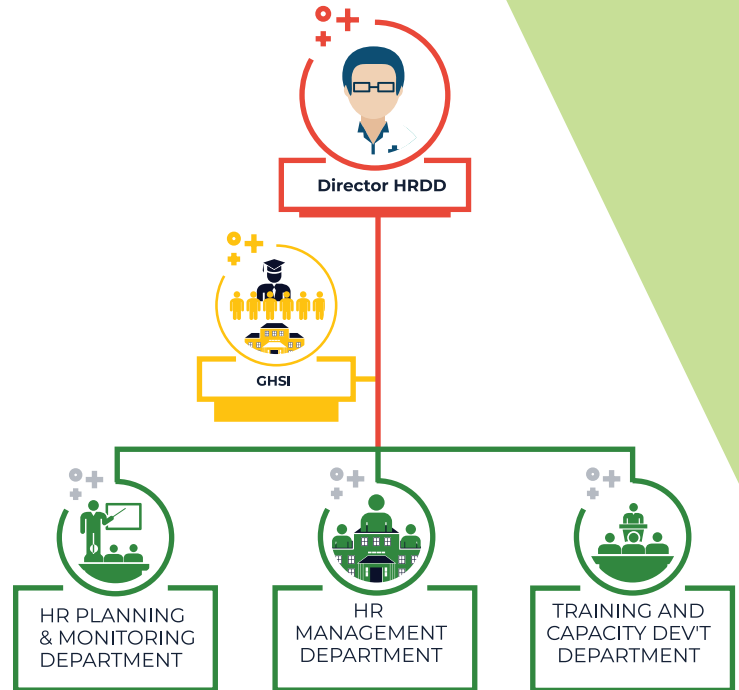 Director HRDD
GHSI
HR PLANNING
& MONITORING
DEPARTMENT
HR
MANAGEMENT
DEPARTMENT
TRAINING AND
CAPACITY DEV'T
DEPARTMENT